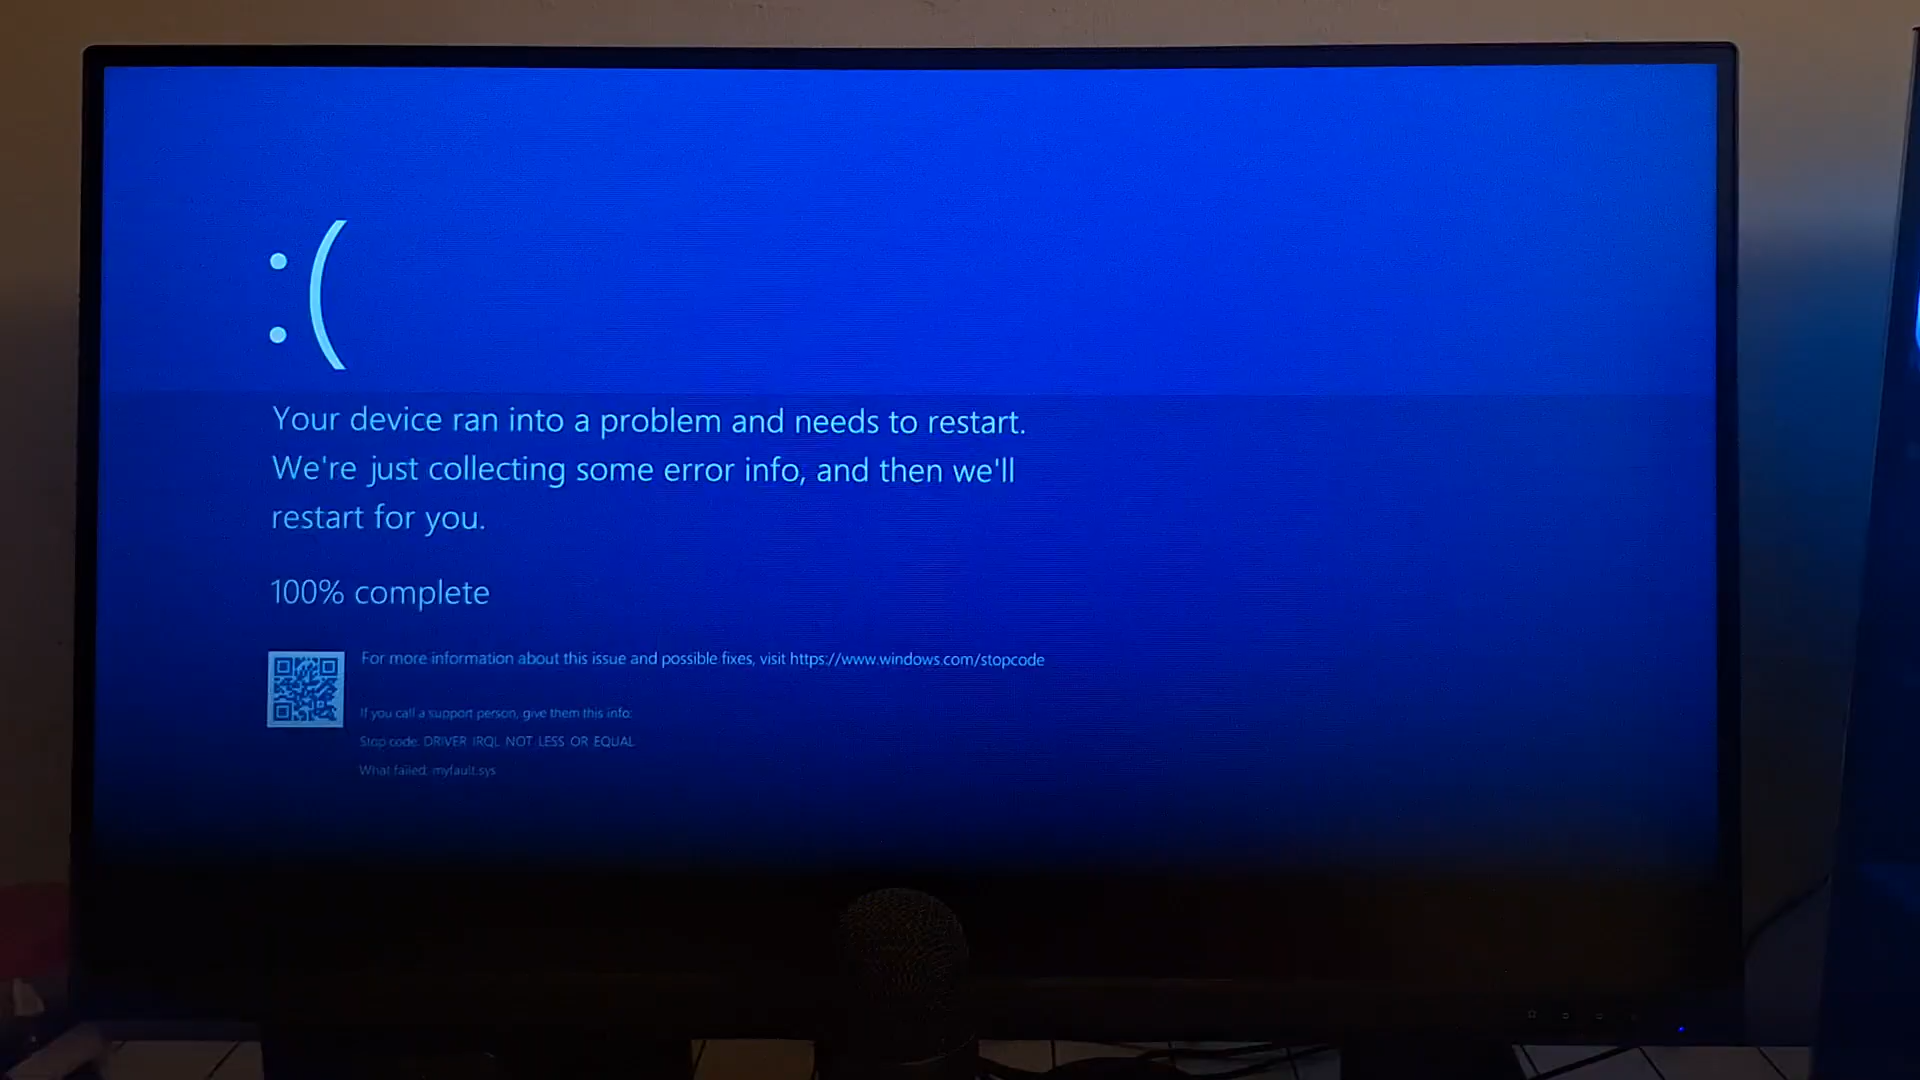 :(
Your device ran into a problem and needs to restart.
We're just collecting some error info, and then we'll
restart for you.
100% complete
For more information about this issue and possible fixes, visit https://www.windows.com/stopcode
If you call a support person, give them this info:
Stop code: DRIVER IRQL NOT LESS OR EQUAL
What failed: myfault.sys